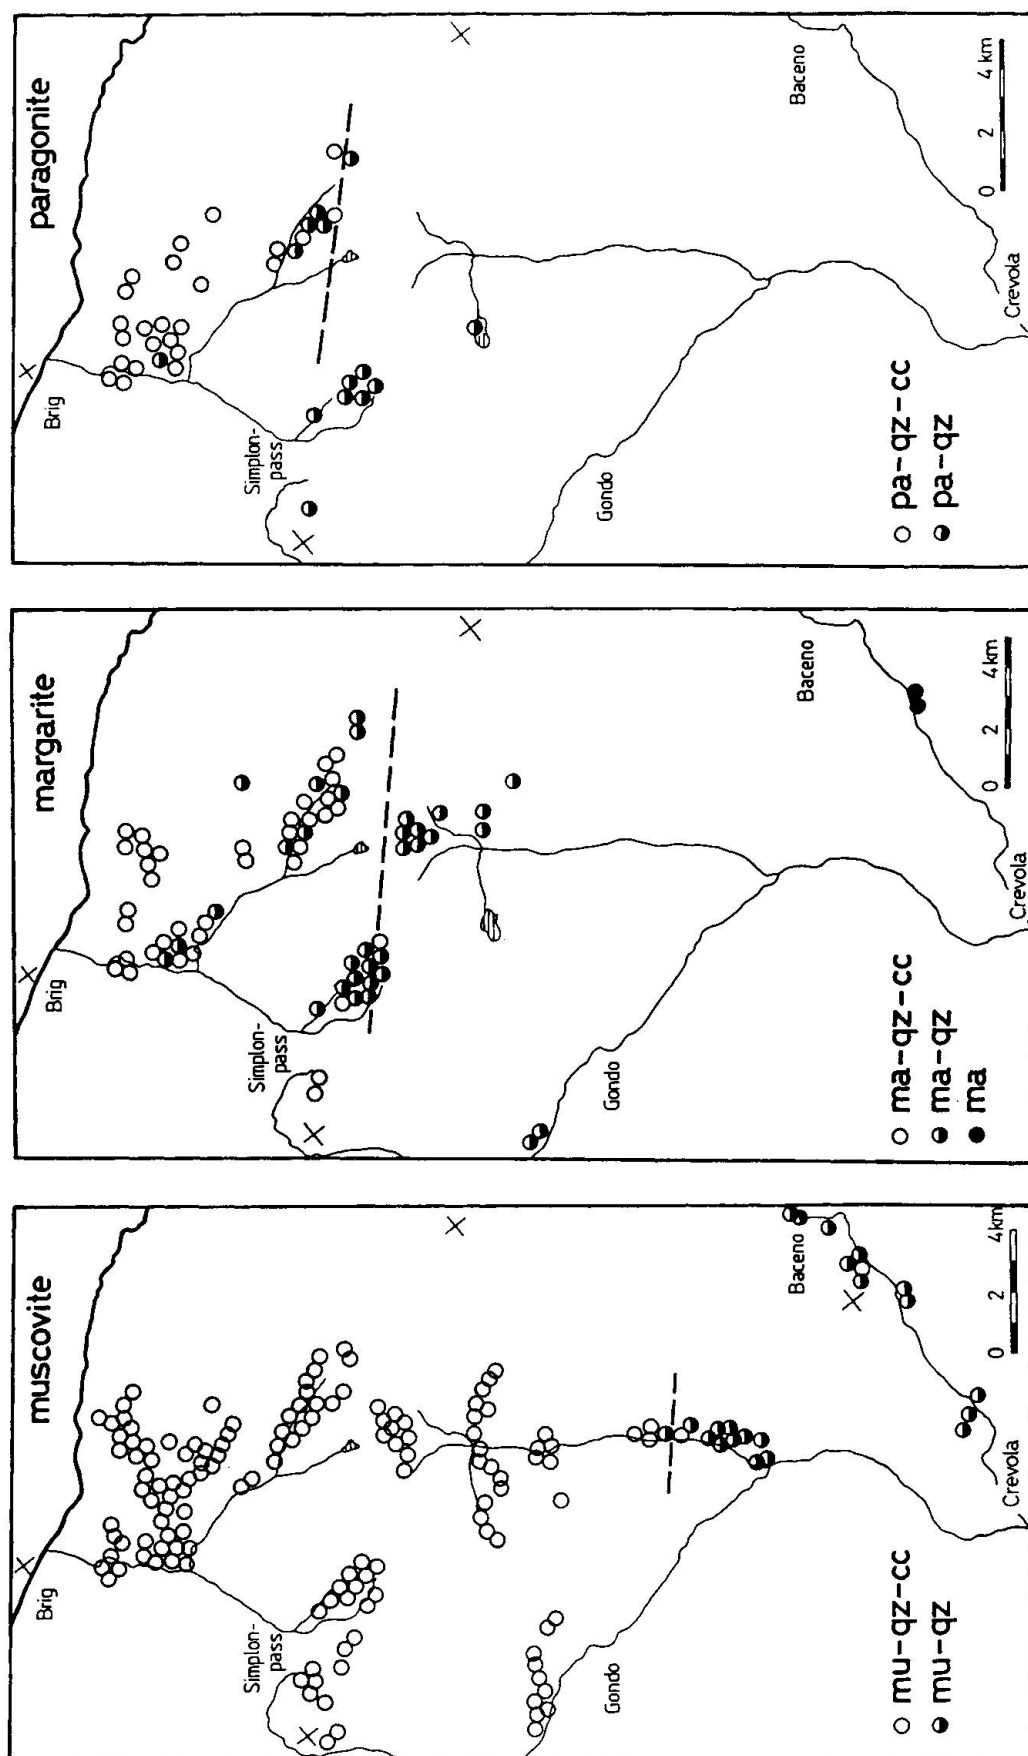 muscovite
Brig
Simplon-
pass
Gondo
Baceno
Crevola
0 2 4km
mu-qz-cc
mu-qz
margarite
Brig
Simplon-
pass
Gondo
Baceno
Crevola
0 2 4km
ma-qz-cc
ma-qz
ma
paragonite
Brig
Simplon-
pass
Gondo
Baceno
Crevola
0 2 4 km
pa-qz-cc
pa-qz